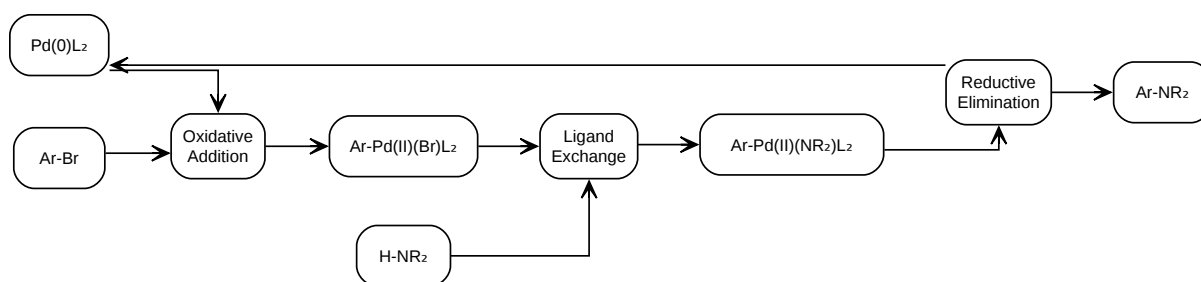 Pd(0)L₂
Ar-Br
Oxidative
Addition
Ar-Pd(II)(Br)L₂
H-NR₂
Ligand
Exchange
Ar-Pd(II)(NR₂)L₂
Reductive
Elimination
Ar-NR₂